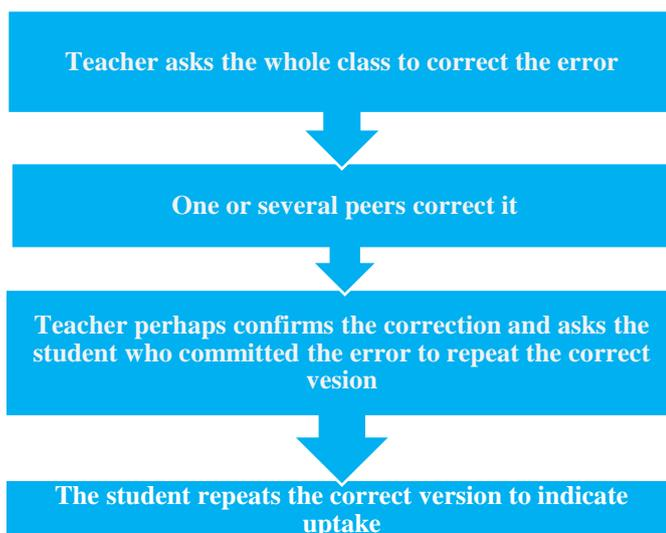 Teacher asks the whole class to correct the error
One or several peers correct it
Teacher perhaps confirms the correction and asks the
student who committed the error to repeat the correct
vesion
The student repeats the correct version to indicate
uptake